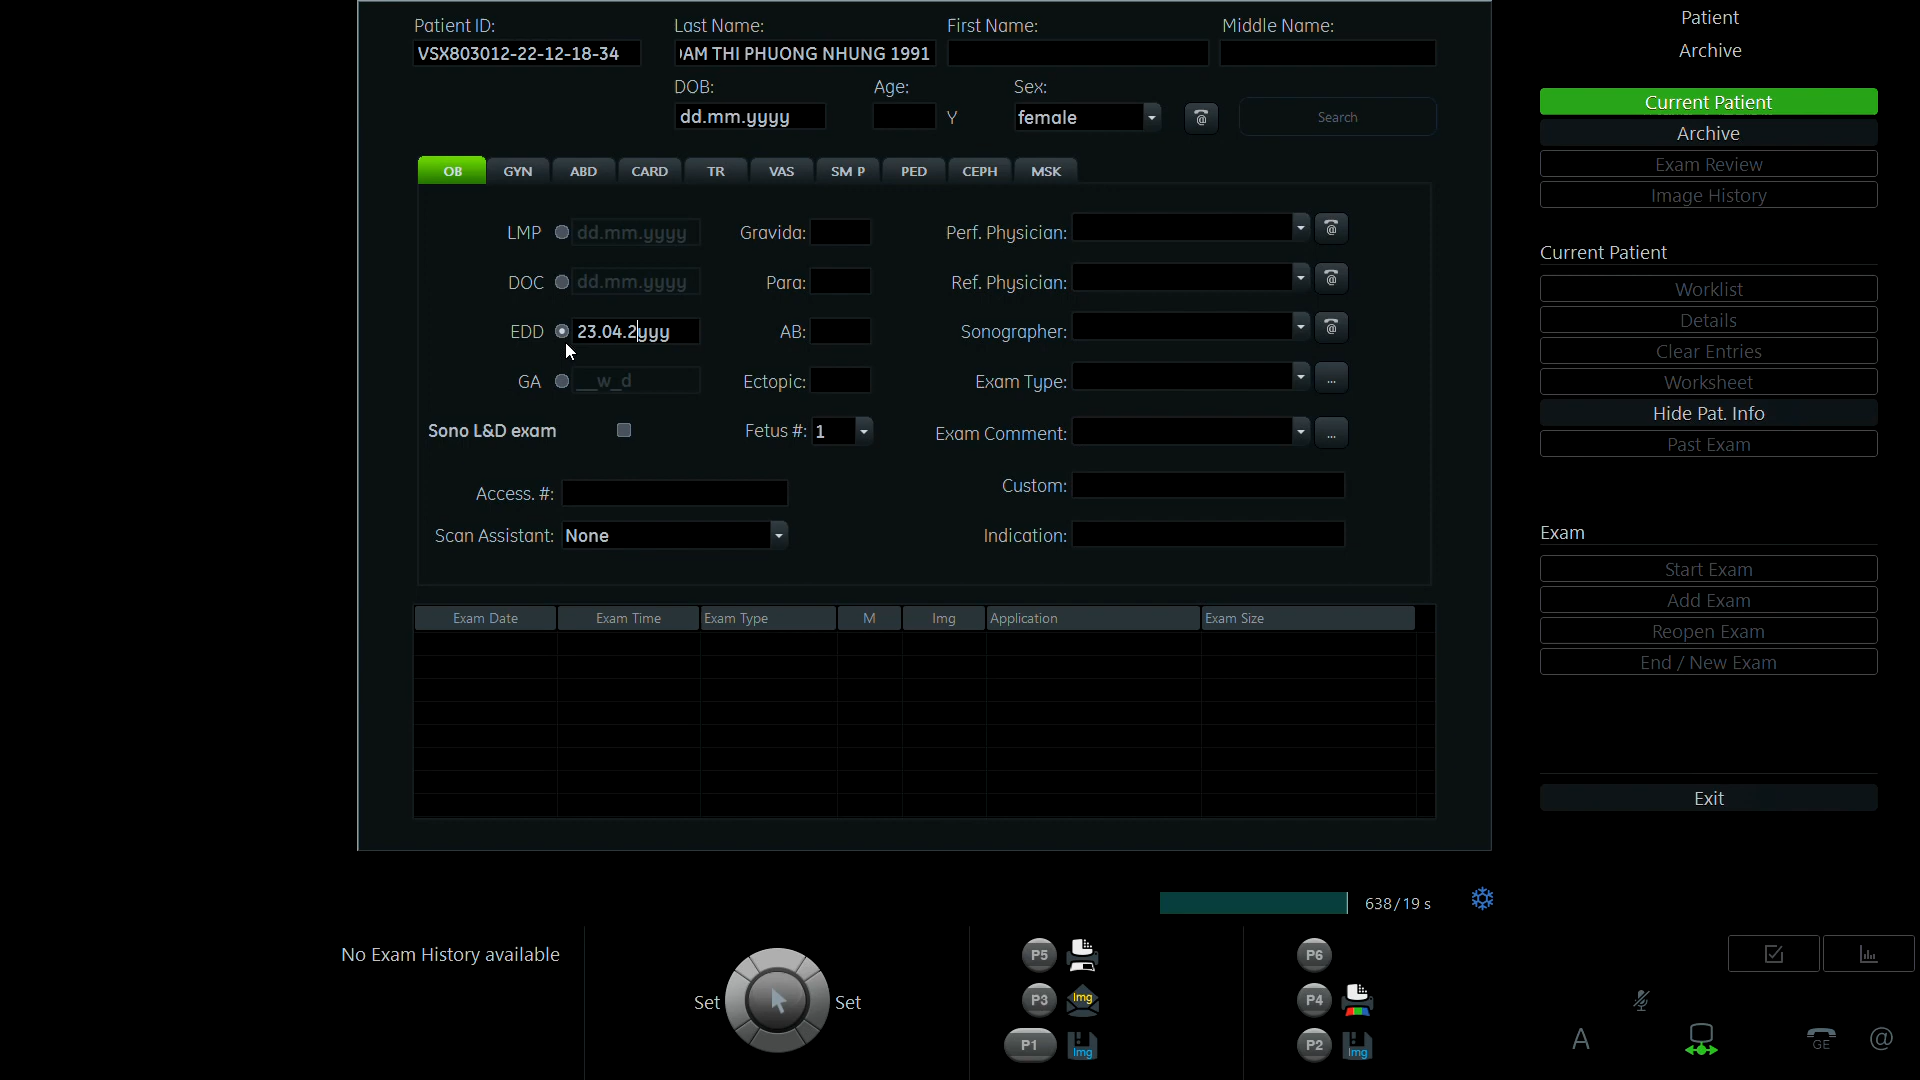 Patient ID: Last Name: First Name: Middle Name:
VSX803012-22-12-18-34 AM THI PHUONG NHUNG 1991
DOB: Age: Sex:
dd.mm.yyyy Y female @ Search
OB GYN ABD CARD TR VAS SM P PED CEPH MSK
LMP dd.mm.yyyy Gravida: Perf. Physician: @
DOC dd.mm.yyyy Para: Ref. Physician: @
EDD 23.04.2yyy AB: Sonographer: @
GA __w_d Ectopic: Exam Type: ...
Sono L&D exam Fetus #: 1 Exam Comment: ...
Access. #: Custom:
Scan Assistant: None Indication:
Exam Date Exam Time Exam Type M Img Application Exam Size
Patient
Archive
Current Patient
Archive
Exam Review
Image History
Current Patient
Worklist
Details
Clear Entries
Worksheet
Hide Pat. Info
Past Exam
Exam
Start Exam
Add Exam
Reopen Exam
End / New Exam
Exit
638/19 s
No Exam History available
Set Set
P5 P6
P3 Img P4
P1 Img P2 Img
A GE @